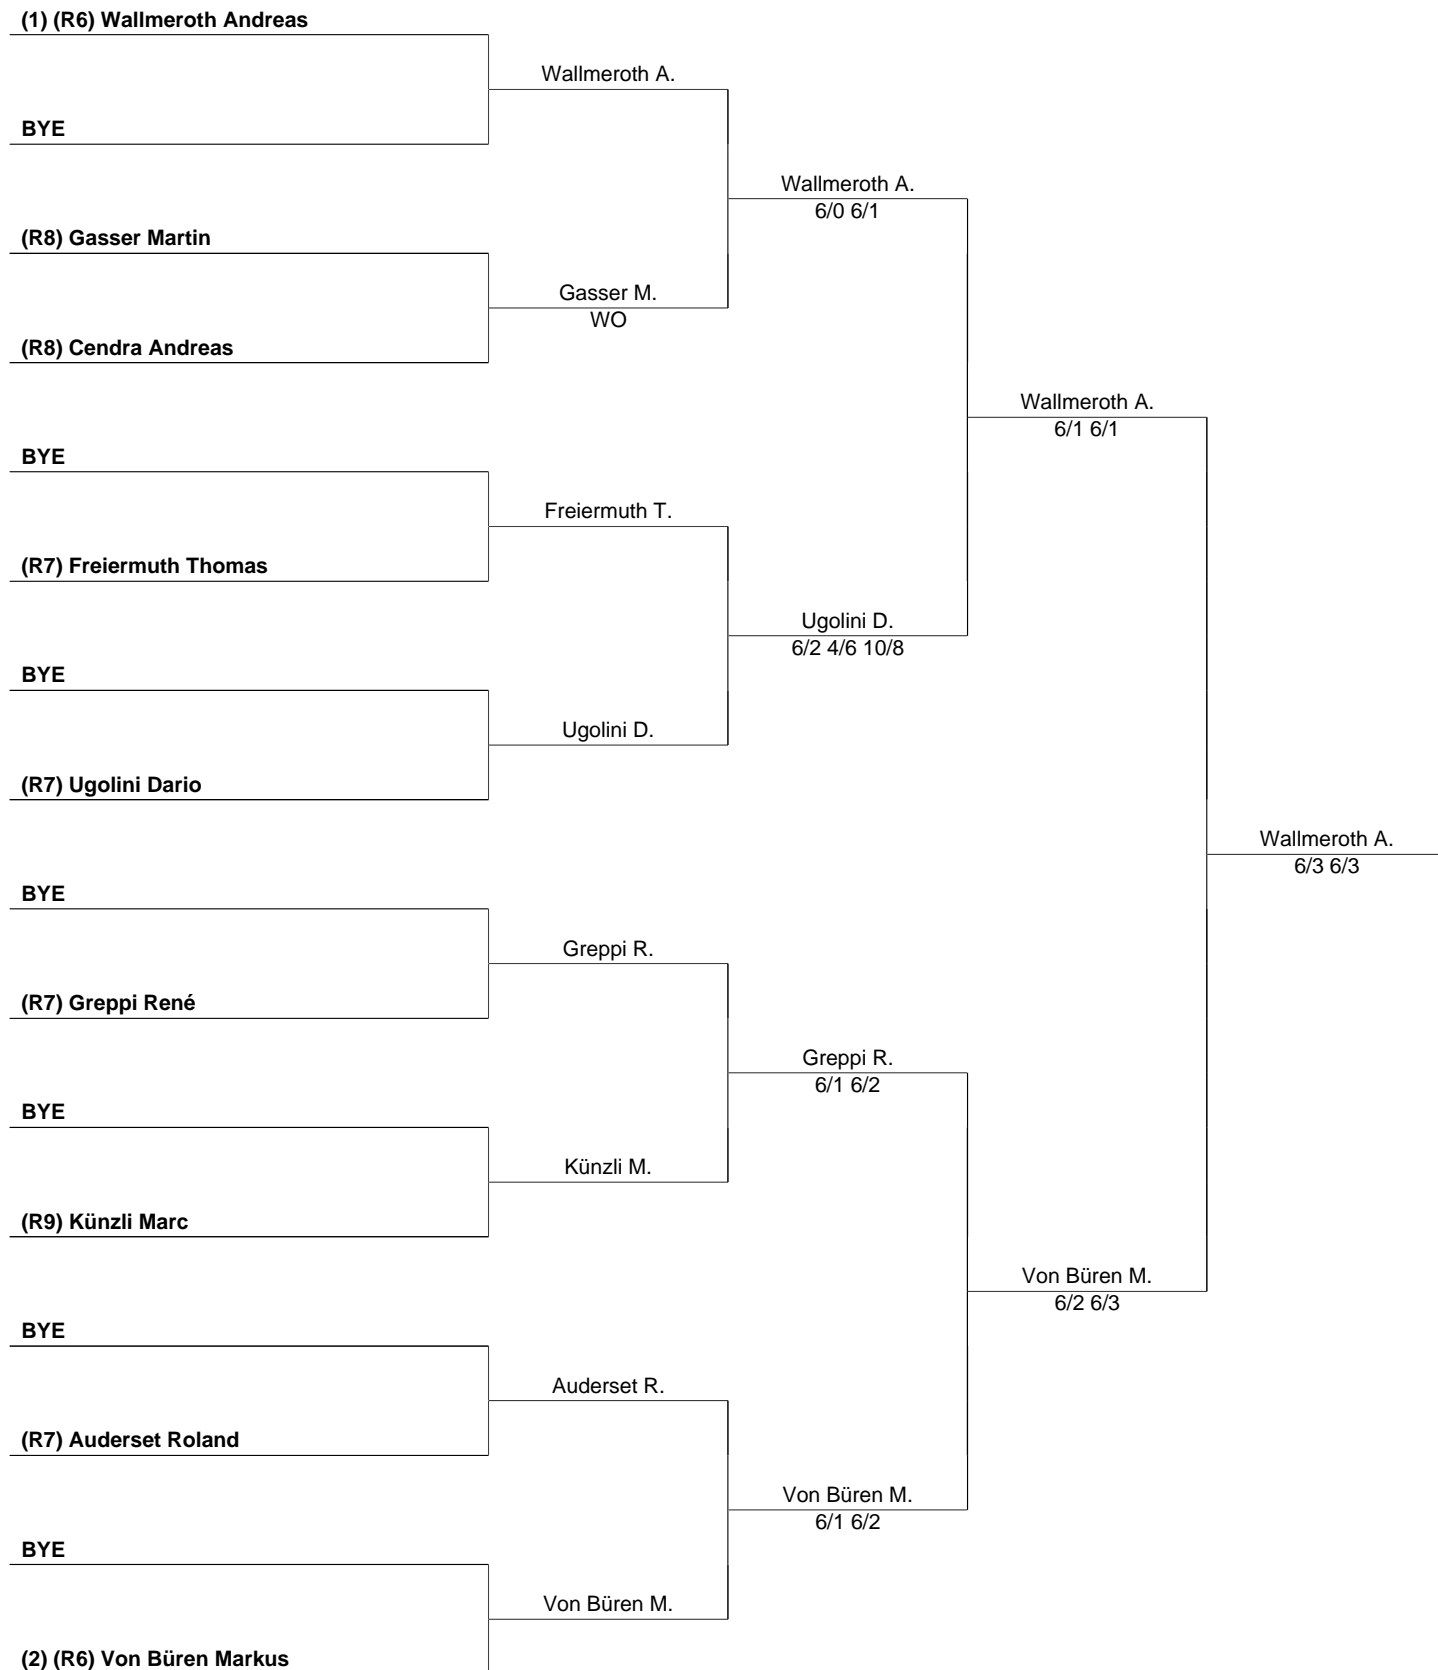 (1) (R6) Wallmeroth Andreas
Wallmeroth A.
BYE
Wallmeroth A.
6/0 6/1
(R8) Gasser Martin
Gasser M.
WO
(R8) Cendra Andreas
Wallmeroth A.
6/1 6/1
BYE
Freiermuth T.
(R7) Freiermuth Thomas
Ugolini D.
6/2 4/6 10/8
BYE
Ugolini D.
(R7) Ugolini Dario
Wallmeroth A.
6/3 6/3
BYE
Greppi R.
(R7) Greppi René
Greppi R.
6/1 6/2
BYE
Künzli M.
(R9) Künzli Marc
Von Büren M.
6/2 6/3
BYE
Auderset R.
(R7) Auderset Roland
Von Büren M.
6/1 6/2
BYE
Von Büren M.
(2) (R6) Von Büren Markus